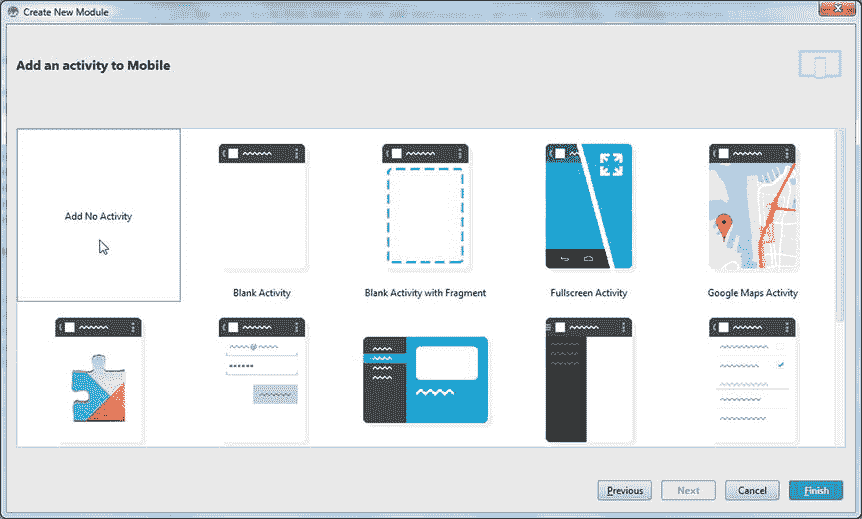 Create New Module
Add an activity to Mobile
Add No Activity
Blank Activity
Blank Activity with Fragment
Fullscreen Activity
Google Maps Activity
Previous
Next
Cancel
Finish